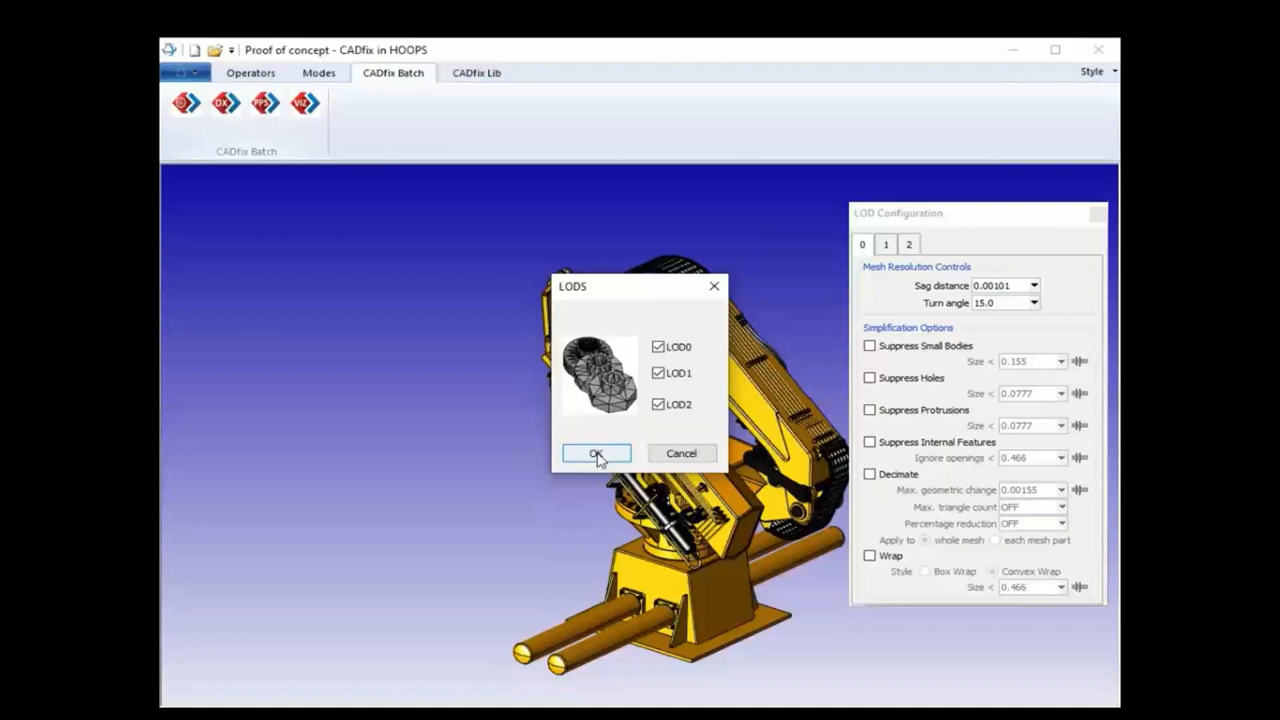 Proof of concept - CADfix in HOOPS
Operators Modes CADfix Batch CADfix Lib Style
DX PPS VIZ
CADfix Batch
LOD Configuration
0 1 2
Mesh Resolution Controls
Sag distance 0.00101
Turn angle 15.0
Simplification Options
Suppress Small Bodies
Size < 0.155
Suppress Holes
Size < 0.0777
Suppress Protrusions
Size < 0.0777
Suppress Internal Features
Ignore openings < 0.466
Decimate
Max. geometric change 0.00155
Max. triangle count OFF
Percentage reduction OFF
Apply to whole mesh each mesh part
Wrap
Style Box Wrap Convex Wrap
Size < 0.466
LODS
LOD0
LOD1
LOD2
OK Cancel